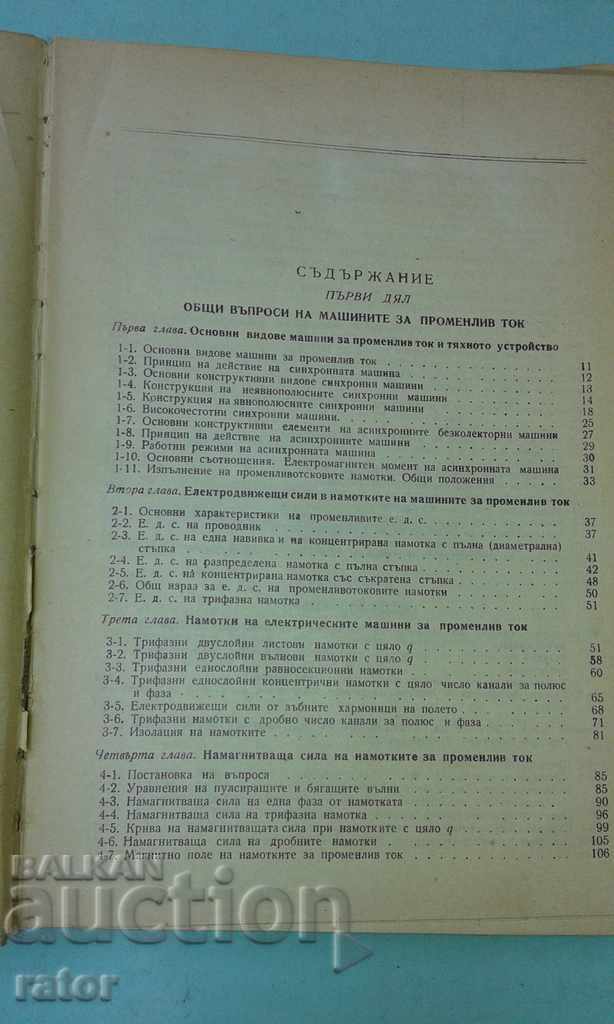 СЪДЪРЖАНИЕ
ПЪРВИ ДЯЛ
ОБЩИ ВЪПРОСИ НА МАШИНИТЕ ЗА ПРОМЕНЛИВ ТОК
Първа глава. Основни видове машини за променлив ток и тяхното устройство
1-1. Основни видове машини за променлив ток . . . . . . . . . . 11
1-2. Принцип на действие на синхронната машина . . . . . . . . 12
1-3. Основни конструктивни видове синхронни машини . . . . . . 13
1-4. Конструкции на неявнополюсните синхронни машини . . . . . 14
1-5. Конструкция на явнополюсните синхронни машини . . . . . . 18
1-6. Високочестотни синхронни машини. . . . . . . . . . . . . 25
1-7. Основни конструктивни елементи на асинхронните безколекторни машини 27
1-8. Принцип на действие на асинхронните машини . . . . . . . 29
1-9. Работни режими на асинхронната машина . . . . . . . . . 30
1-10. Основни съотношения. Електромагнитен момент на асинхронната машина 31
1-11. Изпълнение на променливотоковите намотки. Общи положения . . . . 33
Втора глава. Електродвижещи сили в намотките на машините за променлив ток
2-1. Основни характеристики на променливите е. д. с. . . . . . . . 37
2-2. Е. д. с. на проводник . . . . . . . . . . . . . . . . 37
2-3. Е. д. с. на една навивка и на концентрирана намотка с пълна (диаметрална)
стъпка . . . . . . . . . . . . . . . . . . . . . . 41
2-4. Е. д. с. на разпределена намотка с пълна стъпка . . . . . . . 42
2-5. Е. д. с. на концентрирана намотка със съкратена стъпка . . . . . 48
2-6. Общ израз за е. д. с. на променливотоковите намотки . . . . . 50
2-7. Е. д. с. на трифазна намотка . . . . . . . . . . . . . 51
Трета глава. Намотки на електрическите машини за променлив ток
3-1. Трифазни двуслойни листови намотки с цяло q . . . . . . . . 51
3-2. Трифазни двуслойни вълнови намотки с цяло q . . . . . . . . 58
3-3. Трифазни еднослойни равносекционни намотки . . . . . . . . 60
3-4. Трифазни еднослойни концентрични намотки с цяло число канали за полюс
и фаза . . . . . . . . . . . . . . . . . . . . . 65
3-5. Електродвижещи сили от зъбните хармоници на полето . . . . . 68
3-6. Трифазни намотки с дробно число канали за полюс и фаза . . . . 71
3-7. Изолация на намотките . . . . . . . . . . . . . . . 81
Четвърта глава. Намагнитваща сила на намотките за променлив ток
4-1. Постановка на въпроса . . . . . . . . . . . . . . . 85
4-2. Уравнения на пулсиращите и бягащите вълни . . . . . . . . . 85
4-3. Намагнитваща сила на една фаза от намотката . . . . . . . . 90
4-4. Намагнитваща сила на трифазна намотка . . . . . . . . . . 96
4-5. Крива на намагнитващата сила при намотките с цяло q . . . . . 99
4-6. Намагнитваща сила на дробните намотки . . . . . . . . . . 105
4-7. Магнитно поле на намотките за променлив ток . . . . . . . . 106
BALKAN
auction
rator